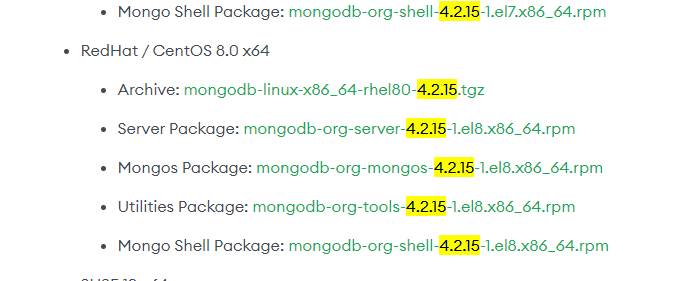 Mongo Shell Package: mongodb-org-shell-4.2.15-1.el7.x86_64.rpm
RedHat / CentOS 8.0 x64
Archive: mongodb-linux-x86_64-rhel80-4.2.15.tgz
Server Package: mongodb-org-server-4.2.15-1.el8.x86_64.rpm
Mongos Package: mongodb-org-mongos-4.2.15-1.el8.x86_64.rpm
Utilities Package: mongodb-org-tools-4.2.15-1.el8.x86_64.rpm
Mongo Shell Package: mongodb-org-shell-4.2.15-1.el8.x86_64.rpm